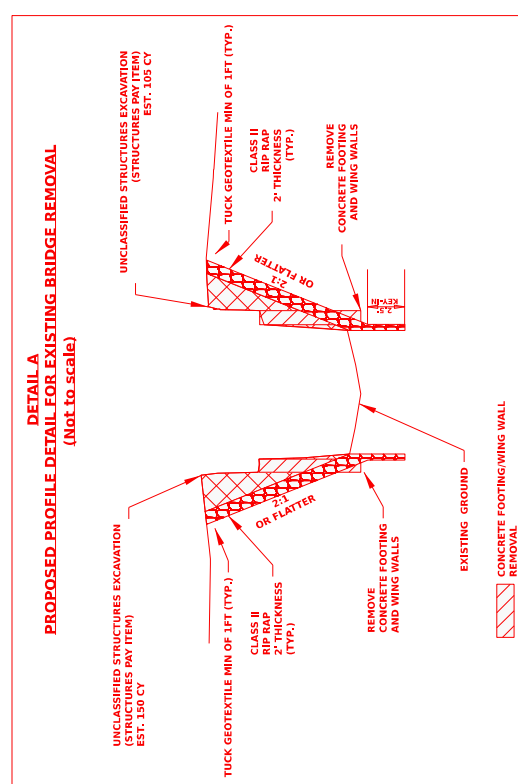 DETAIL A
PROPOSED PROFILE DETAIL FOR EXISTING BRIDGE REMOVAL
(Not to scale)
UNCLASSIFIED STRUCTURES EXCAVATION
(STRUCTURES PAY ITEM)
EST. 150 CY
UNCLASSIFIED STRUCTURES EXCAVATION
(STRUCTURES PAY ITEM)
EST. 105 CY
TUCK GEOTEXTILE MIN OF 1FT (TYP.)
TUCK GEOTEXTILE MIN OF 1FT (TYP.)
CLASS II
RIP RAP
2' THICKNESS
(TYP.)
CLASS II
RIP RAP
2' THICKNESS
(TYP.)
2:1
OR FLATTER
2:1
OR FLATTER
REMOVE
CONCRETE FOOTING
AND WING WALLS
REMOVE
CONCRETE FOOTING
AND WING WALLS
2.5'
KEY-IN
EXISTING GROUND
CONCRETE FOOTING/WING WALL
REMOVAL